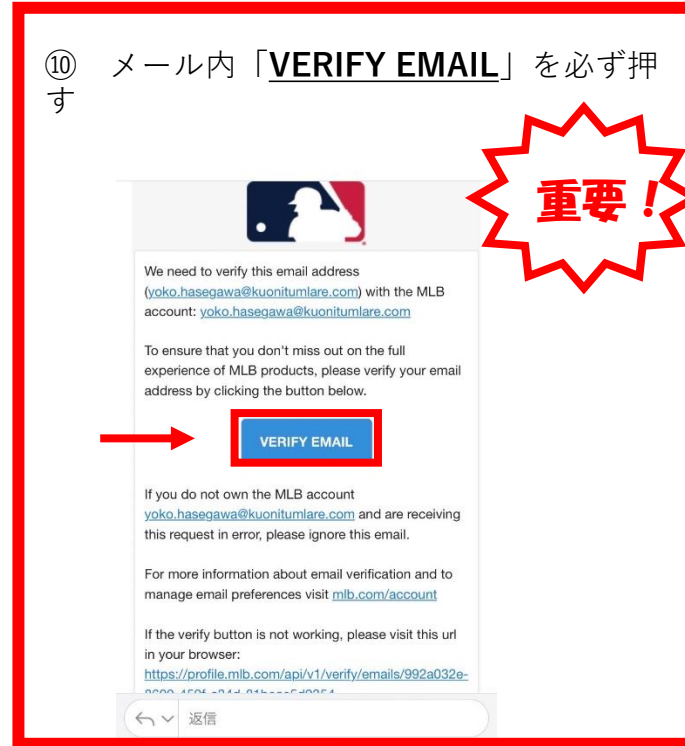 ⑩ メール内「VERIFY EMAIL」を必ず押
す
重要！
We need to verify this email address
(yoko.hasegawa@kuonitumlare.com) with the MLB
account: yoko.hasegawa@kuonitumlare.com
To ensure that you don't miss out on the full
experience of MLB products, please verify your email
address by clicking the button below.
VERIFY EMAIL
If you do not own the MLB account
yoko.hasegawa@kuonitumlare.com and are receiving
this request in error, please ignore this email.
For more information about email verification and to
manage email preferences visit mlb.com/account
If the verify button is not working, please visit this url
in your browser:
https://profile.mlb.com/api/v1/verify/emails/992a032e-
返信